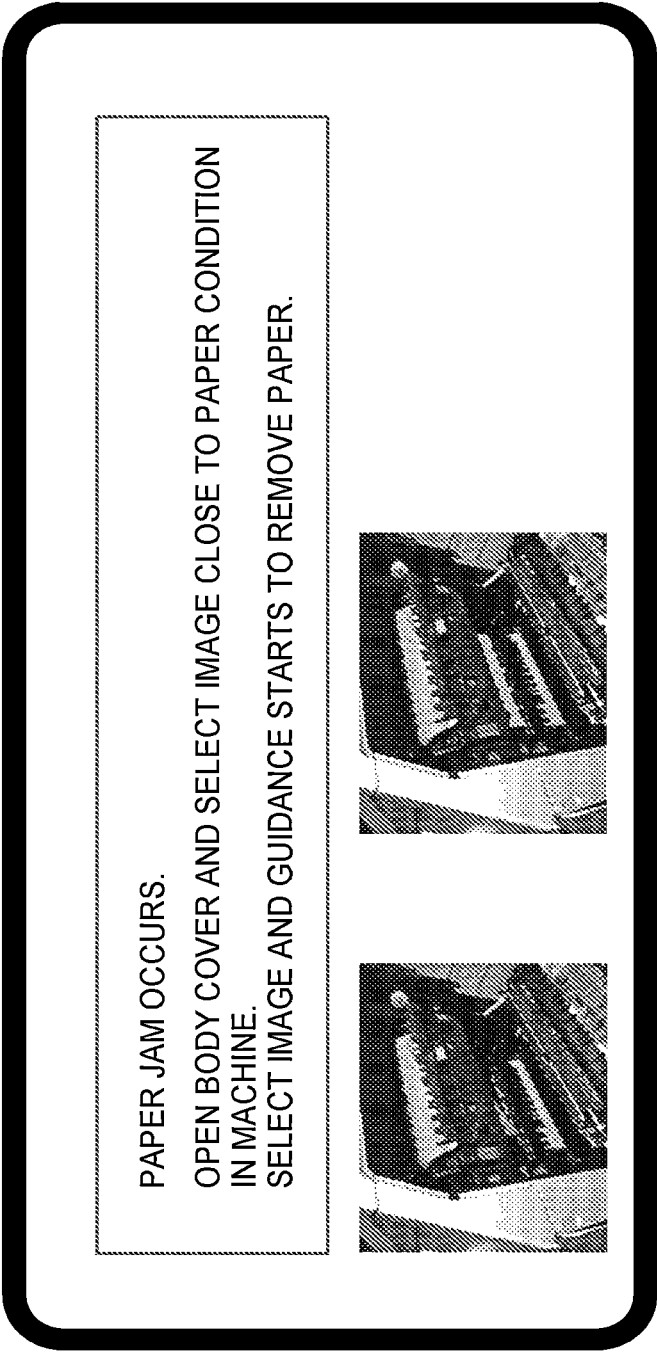 PAPER JAM OCCURS.
OPEN BODY COVER AND SELECT IMAGE CLOSE TO PAPER CONDITION
IN MACHINE.
SELECT IMAGE AND GUIDANCE STARTS TO REMOVE PAPER.